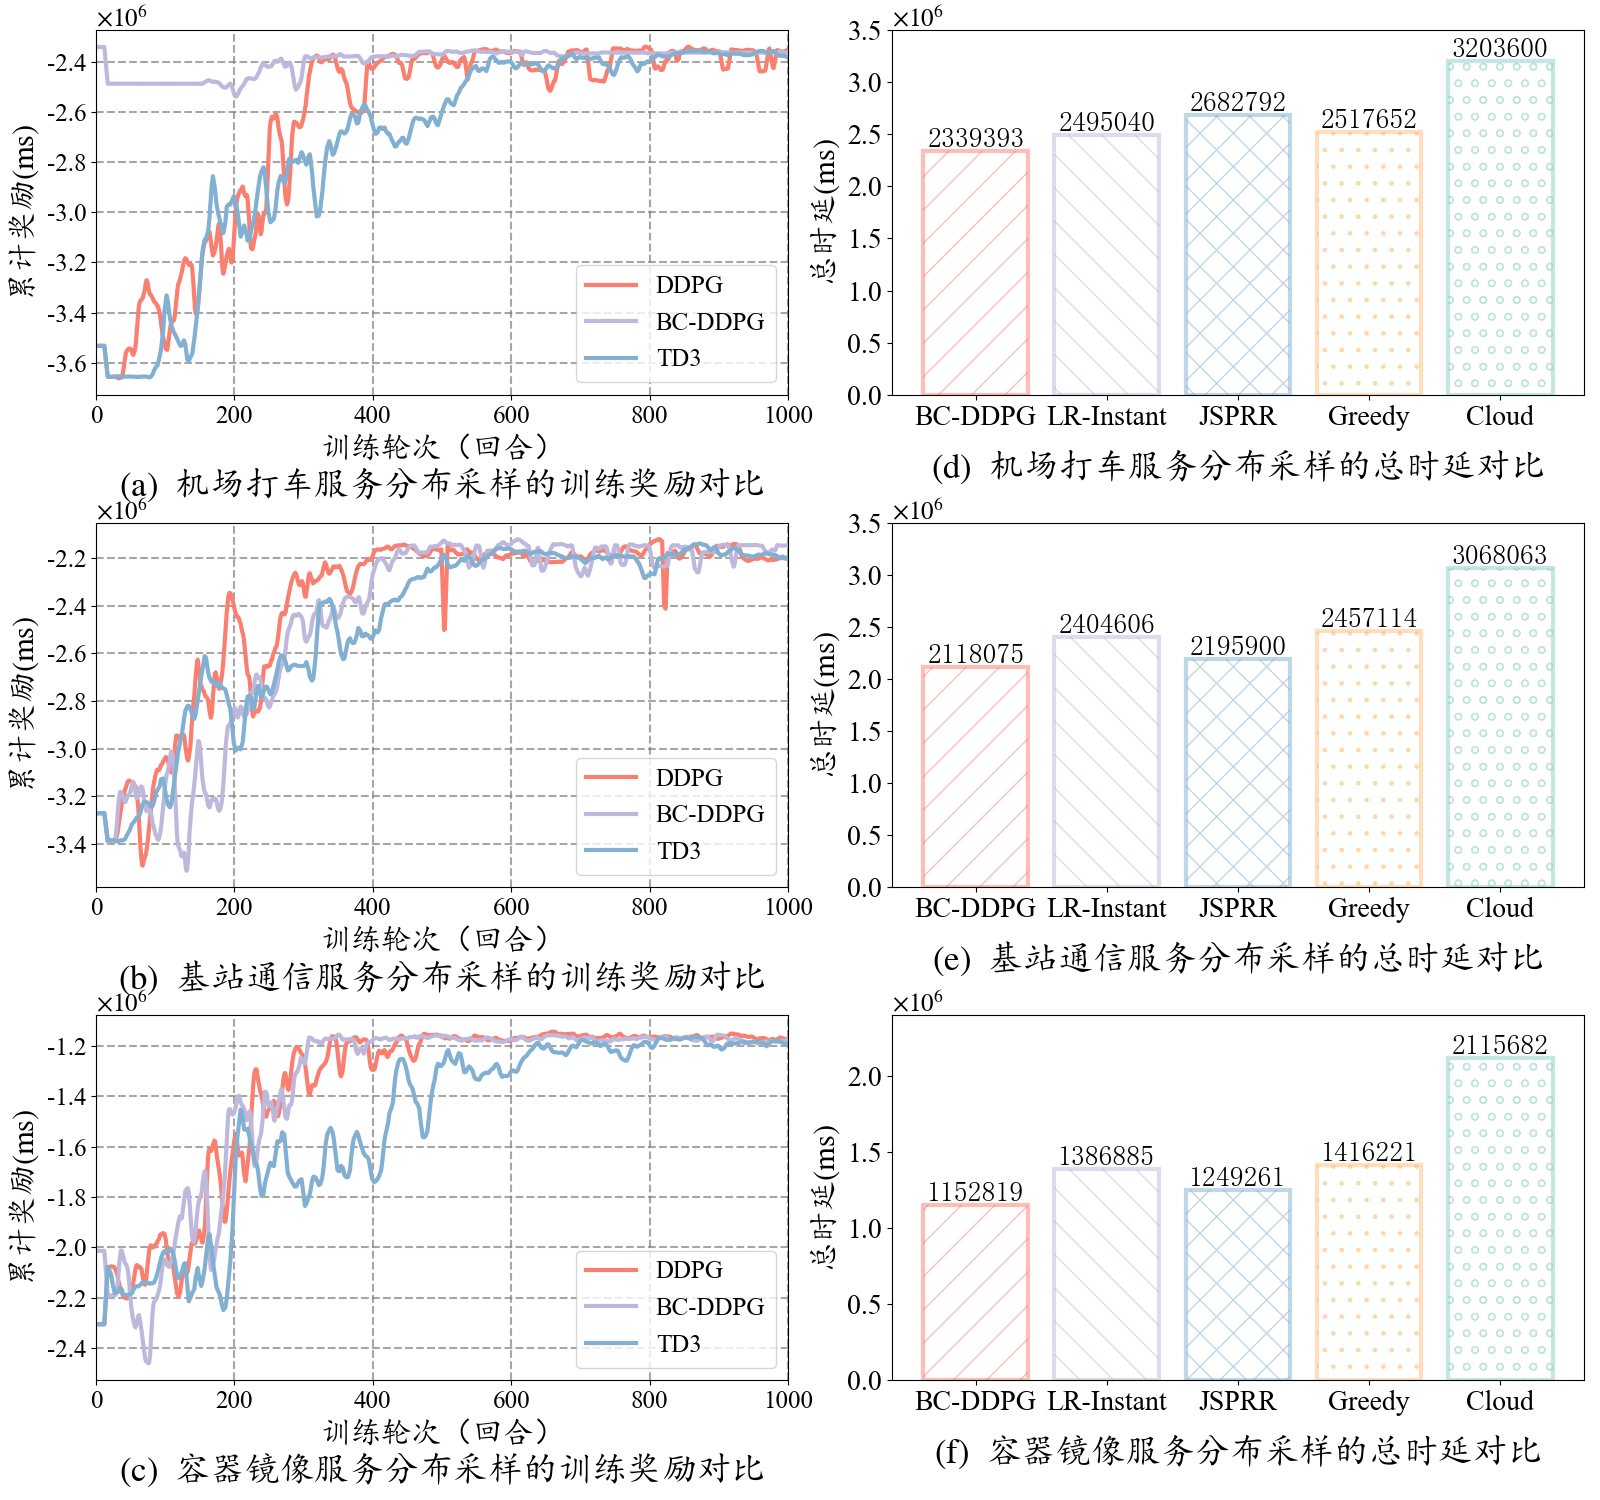 ×10⁶
-2.4
-2.6
-2.8
-3.0
-3.2
-3.4
-3.6
累计奖励(ms)
DDPG
BC-DDPG
TD3
0 200 400 600 800 1000
训练轮次（回合）
(a) 机场打车服务分布采样的训练奖励对比
×10⁶
3.5
3.0
2.5
2.0
1.5
1.0
0.5
0.0
总时延(ms)
2339393 2495040 2682792 2517652 3203600
BC-DDPG LR-Instant JSPRR Greedy Cloud
(d) 机场打车服务分布采样的总时延对比
×10⁶
-2.2
-2.4
-2.6
-2.8
-3.0
-3.2
-3.4
累计奖励(ms)
DDPG
BC-DDPG
TD3
0 200 400 600 800 1000
训练轮次（回合）
(b) 基站通信服务分布采样的训练奖励对比
×10⁶
3.5
3.0
2.5
2.0
1.5
1.0
0.5
0.0
总时延(ms)
2118075 2404606 2195900 2457114 3068063
BC-DDPG LR-Instant JSPRR Greedy Cloud
(e) 基站通信服务分布采样的总时延对比
×10⁶
-1.2
-1.4
-1.6
-1.8
-2.0
-2.2
-2.4
累计奖励(ms)
DDPG
BC-DDPG
TD3
0 200 400 600 800 1000
训练轮次（回合）
(c) 容器镜像服务分布采样的训练奖励对比
×10⁶
2.0
1.5
1.0
0.5
0.0
总时延(ms)
1152819 1386885 1249261 1416221 2115682
BC-DDPG LR-Instant JSPRR Greedy Cloud
(f) 容器镜像服务分布采样的总时延对比